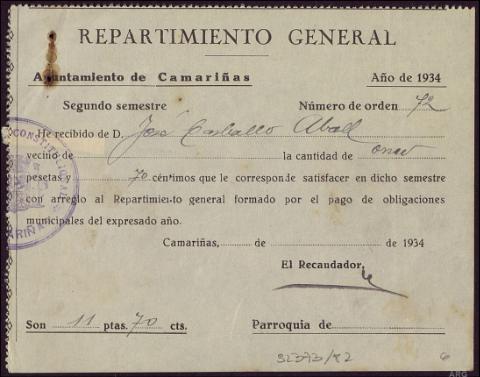 REPARTIMIENTO GENERAL
Ayuntamiento de Camariñas Año de 1934
Segundo semestre Número de orden 72
He recibido de D. José Carballo Abad
vecino de la cantidad de once
pesetas y 70 céntimos que le corresponde satisfacer en dicho semestre
con arreglo al Repartimiento general formado por el pago de obligaciones
municipales del expresado año.
Camariñas, de de 1934
El Recaudador,
Son 11 ptas. 70 cts. Parroquia de
6
ARG